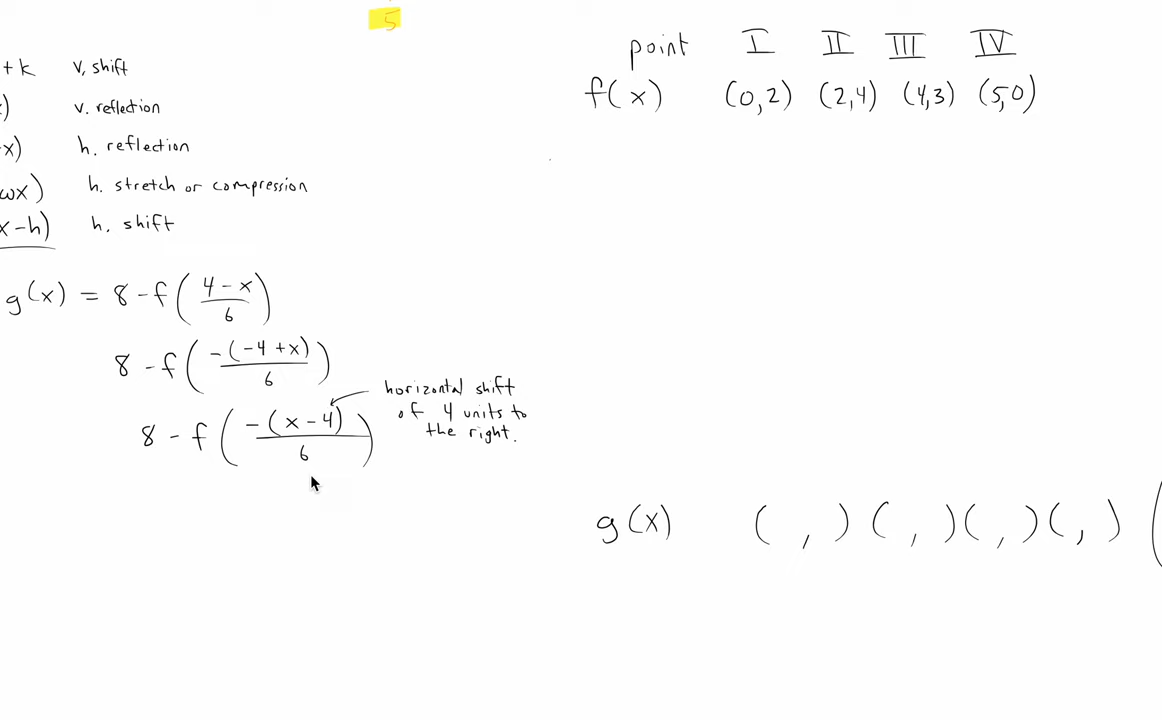 5
+ k v, shift
) v. reflection
x) h. reflection
ωx) h. stretch or compression
x-h) h. shift
g(x) = 8 - f( (4 - x)/6 )
8 - f( -(-4 + x)/6 )
8 - f( -(x - 4)/6 )
horizontal shift
of 4 units to
the right.
point I II III IV
f(x) (0,2) (2,4) (4,3) (5,0)
g(x) ( , ) ( , ) ( , ) ( , ) (